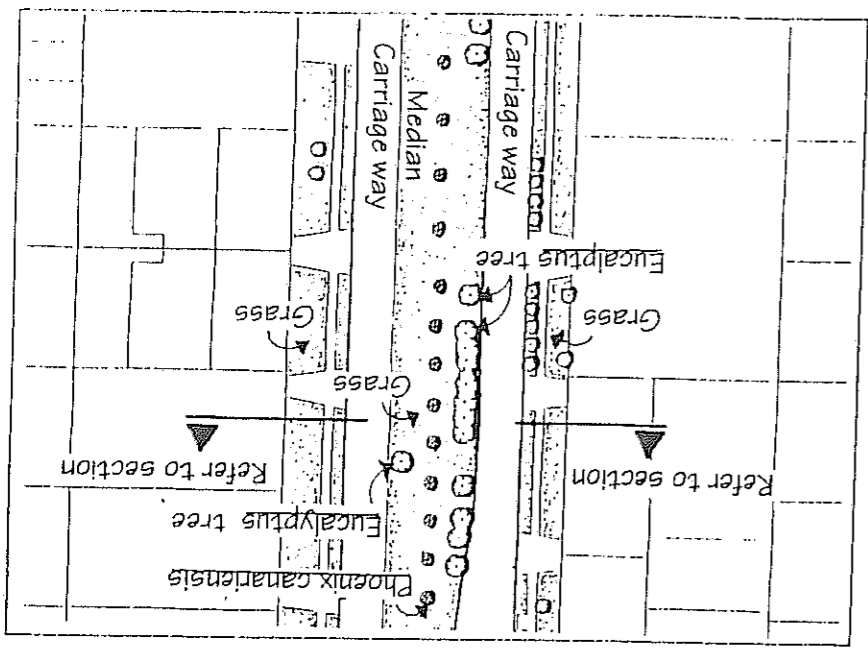 Phoenix canariensis
Eucalyptus tree
Refer to section
Refer to section
Grass
Grass
Grass
Eucalptus tree
Carriage way
Median
Carriage way